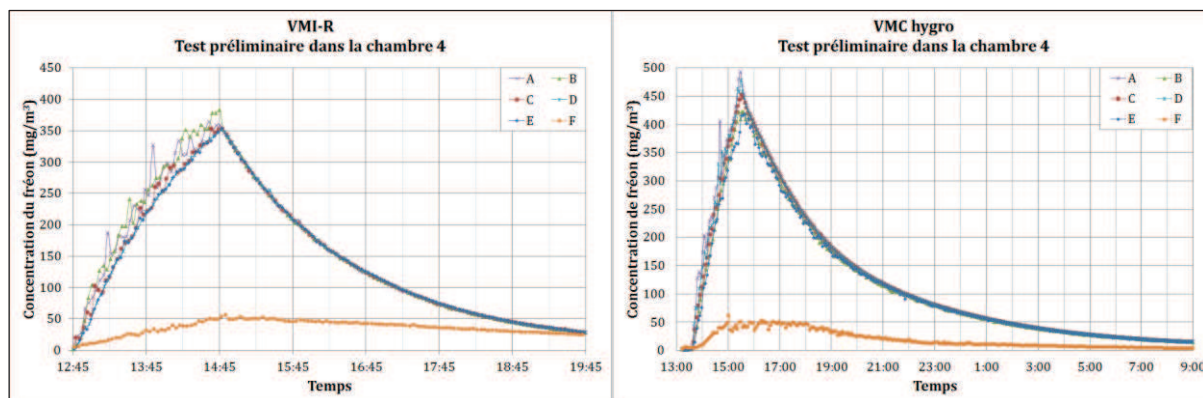 VMI-R
Test préliminaire dans la chambre 4
Concentration du fréon (mg/m³)
450
400
350
300
250
200
150
100
50
0
A B
C D
E F
12:45 13:45 14:45 15:45 16:45 17:45 18:45 19:45
Temps
VMC hygro
Test préliminaire dans la chambre 4
Concentration de fréon (mg/m³)
500
450
400
350
300
250
200
150
100
50
0
A B
C D
E F
13:00 15:00 17:00 19:00 21:00 23:00 1:00 3:00 5:00 7:00 9:00
Temps